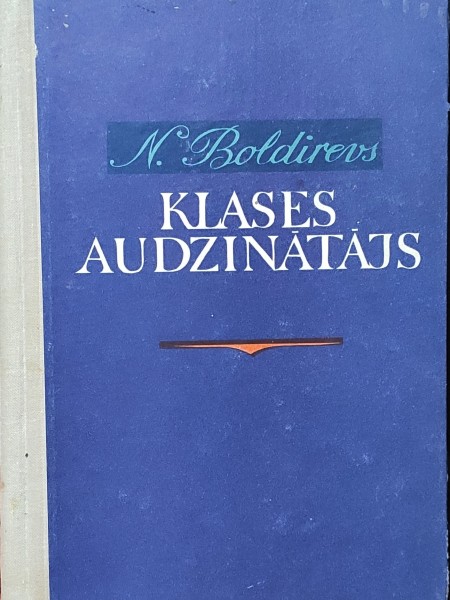 N. Boldirevs
KLASES
AUDZINĀTĀJS